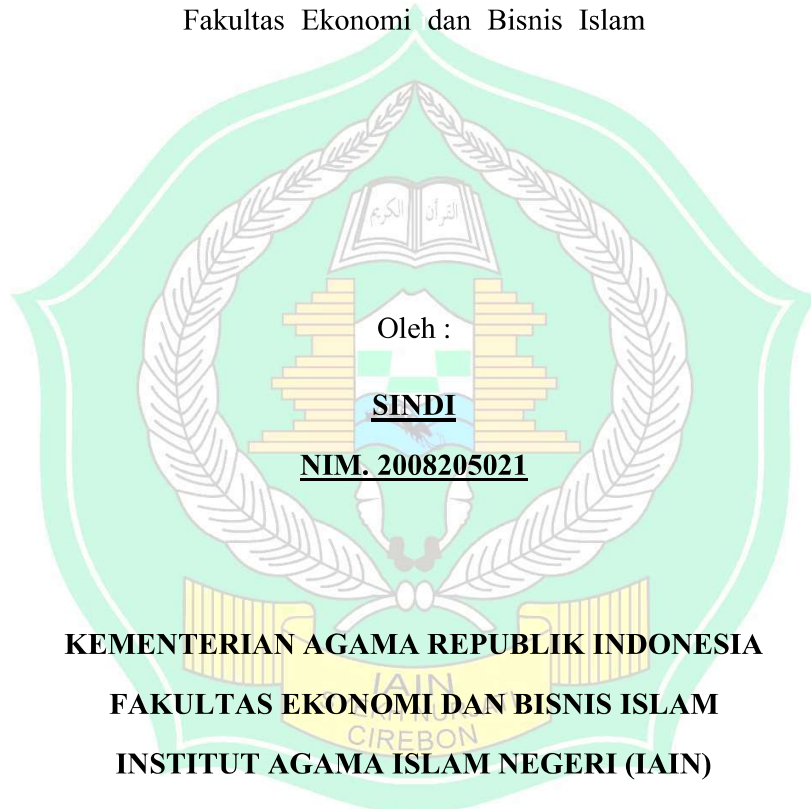 Fakultas Ekonomi dan Bisnis Islam
القرآن الكريم
Oleh :
SINDI
NIM. 2008205021
KEMENTERIAN AGAMA REPUBLIK INDONESIA
IAIN
FAKULTAS EKONOMI DAN BISNIS ISLAM
CIREBON
INSTITUT AGAMA ISLAM NEGERI (IAIN)